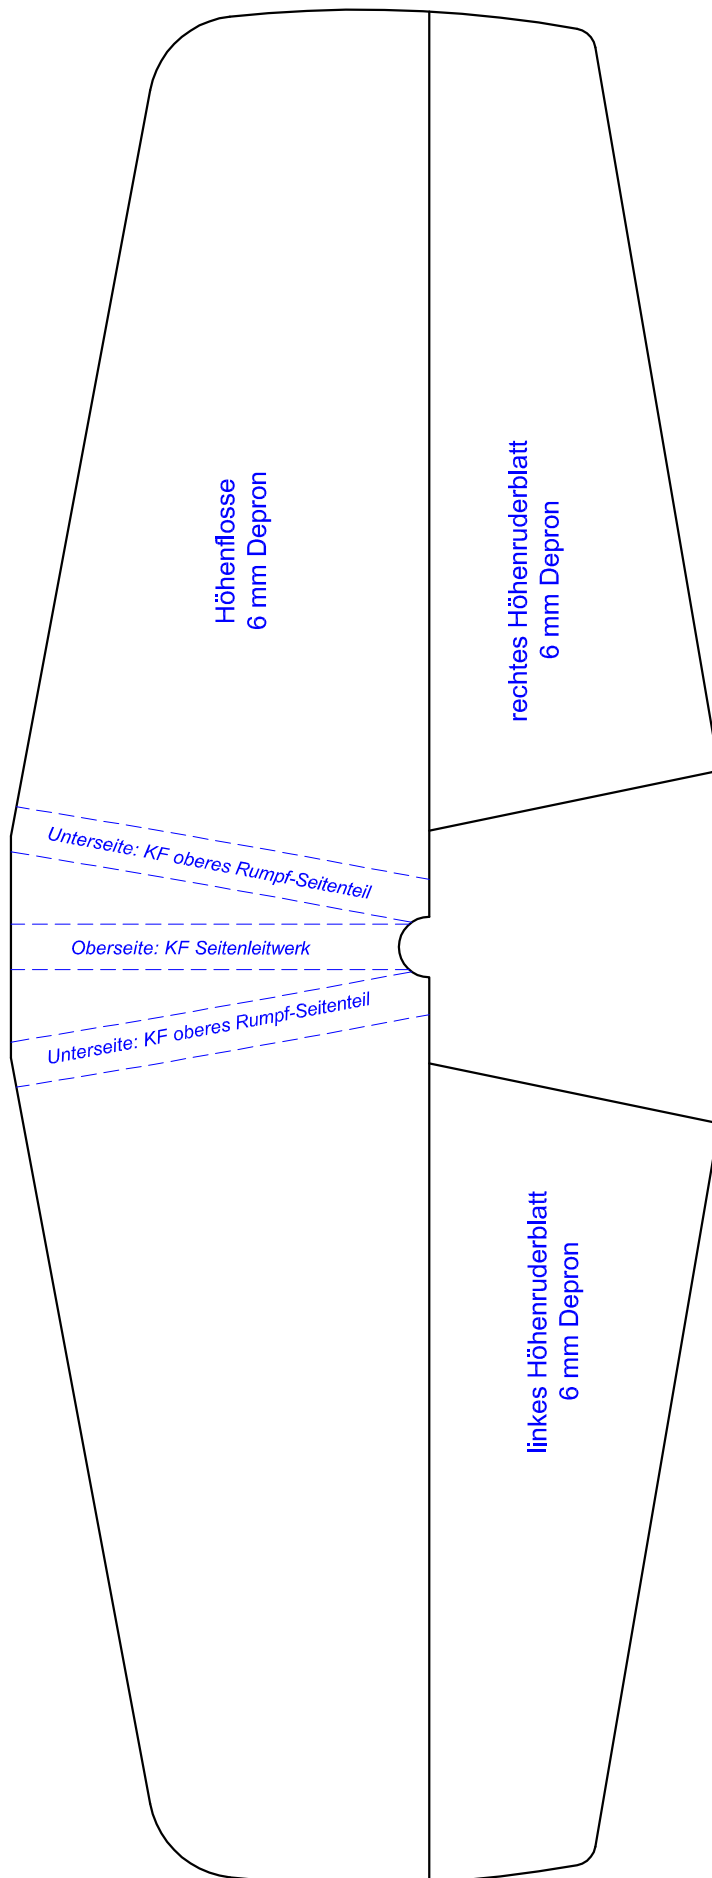 Höhenflosse
6 mm Depron
rechtes Höhenruderblatt
6 mm Depron
Unterseite: KF oberes Rumpf-Seitenteil
Oberseite: KF Seitenleitwerk
Unterseite: KF oberes Rumpf-Seitenteil
linkes Höhenruderblatt
6 mm Depron